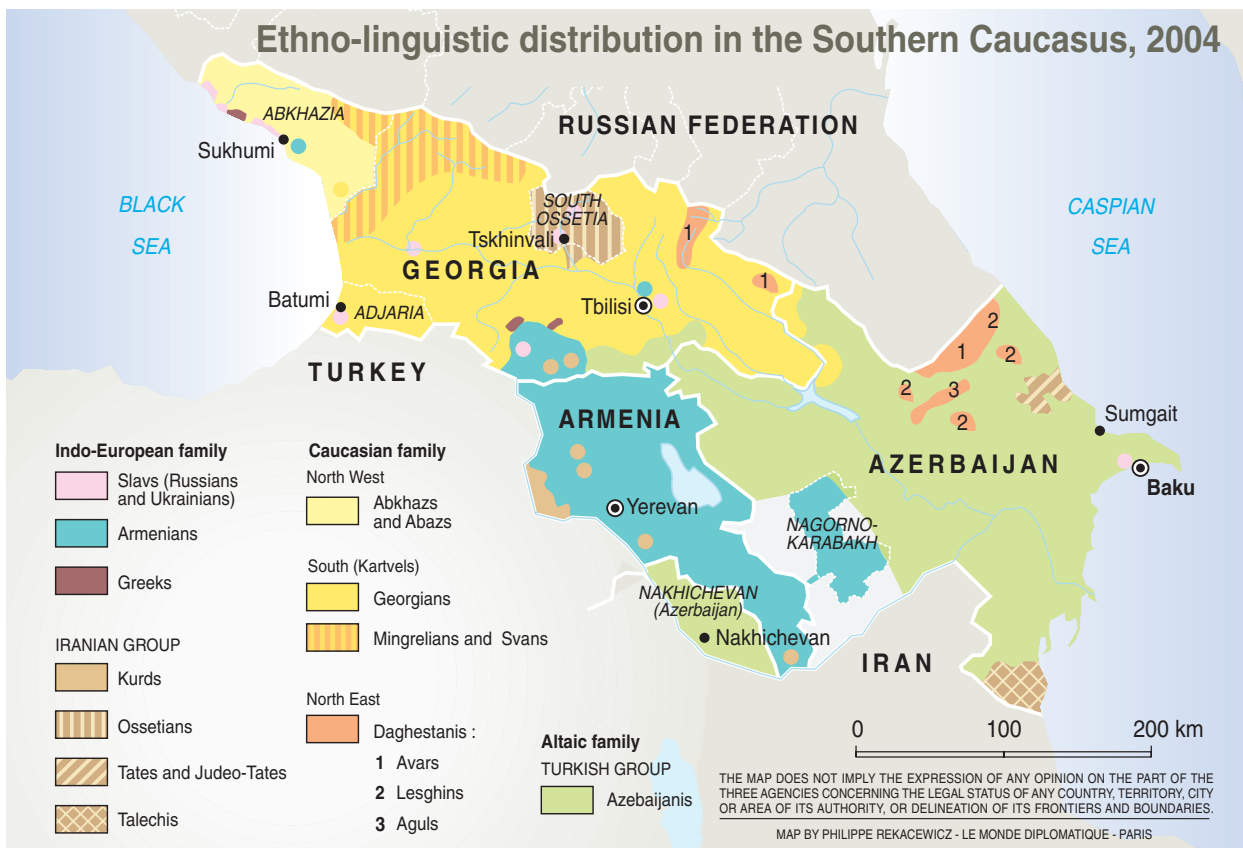 Ethno-linguistic distribution in the Southern Caucasus, 2004
RUSSIAN FEDERATION
ABKHAZIA
Sukhumi
BLACK
SEA
CASPIAN
SEA
SOUTH
OSSETIA
Tskhinvali
GEORGIA
1
1
Batumi
ADJARIA
Tbilisi
TURKEY
2
1
2
2
3
2
Sumgait
ARMENIA
AZERBAIJAN
Baku
Yerevan
NAGORNO-
KARABAKH
NAKHICHEVAN
(Azerbaijan)
Nakhichevan
IRAN
Indo-European family
Slavs (Russians
and Ukrainians)
Armenians
Greeks
IRANIAN GROUP
Kurds
Ossetians
Tates and Judeo-Tates
Talechis
Caucasian family
North West
Abkhazs
and Abazs
South (Kartvels)
Georgians
Mingrelians and Svans
North East
Daghestanis :
1 Avars
2 Lesghins
3 Aguls
Altaic family
TURKISH GROUP
Azebaijanis
0 100 200 km
THE MAP DOES NOT IMPLY THE EXPRESSION OF ANY OPINION ON THE PART OF THE
THREE AGENCIES CONCERNING THE LEGAL STATUS OF ANY COUNTRY, TERRITORY, CITY
OR AREA OF ITS AUTHORITY, OR DELINEATION OF ITS FRONTIERS AND BOUNDARIES.
MAP BY PHILIPPE REKACEWICZ - LE MONDE DIPLOMATIQUE - PARIS